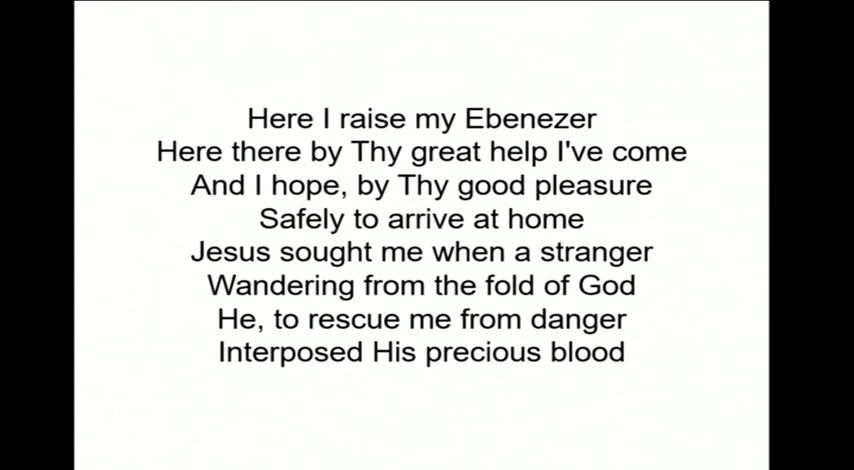 Here I raise my Ebenezer
Here there by Thy great help I've come
And I hope, by Thy good pleasure
Safely to arrive at home
Jesus sought me when a stranger
Wandering from the fold of God
He, to rescue me from danger
Interposed His precious blood